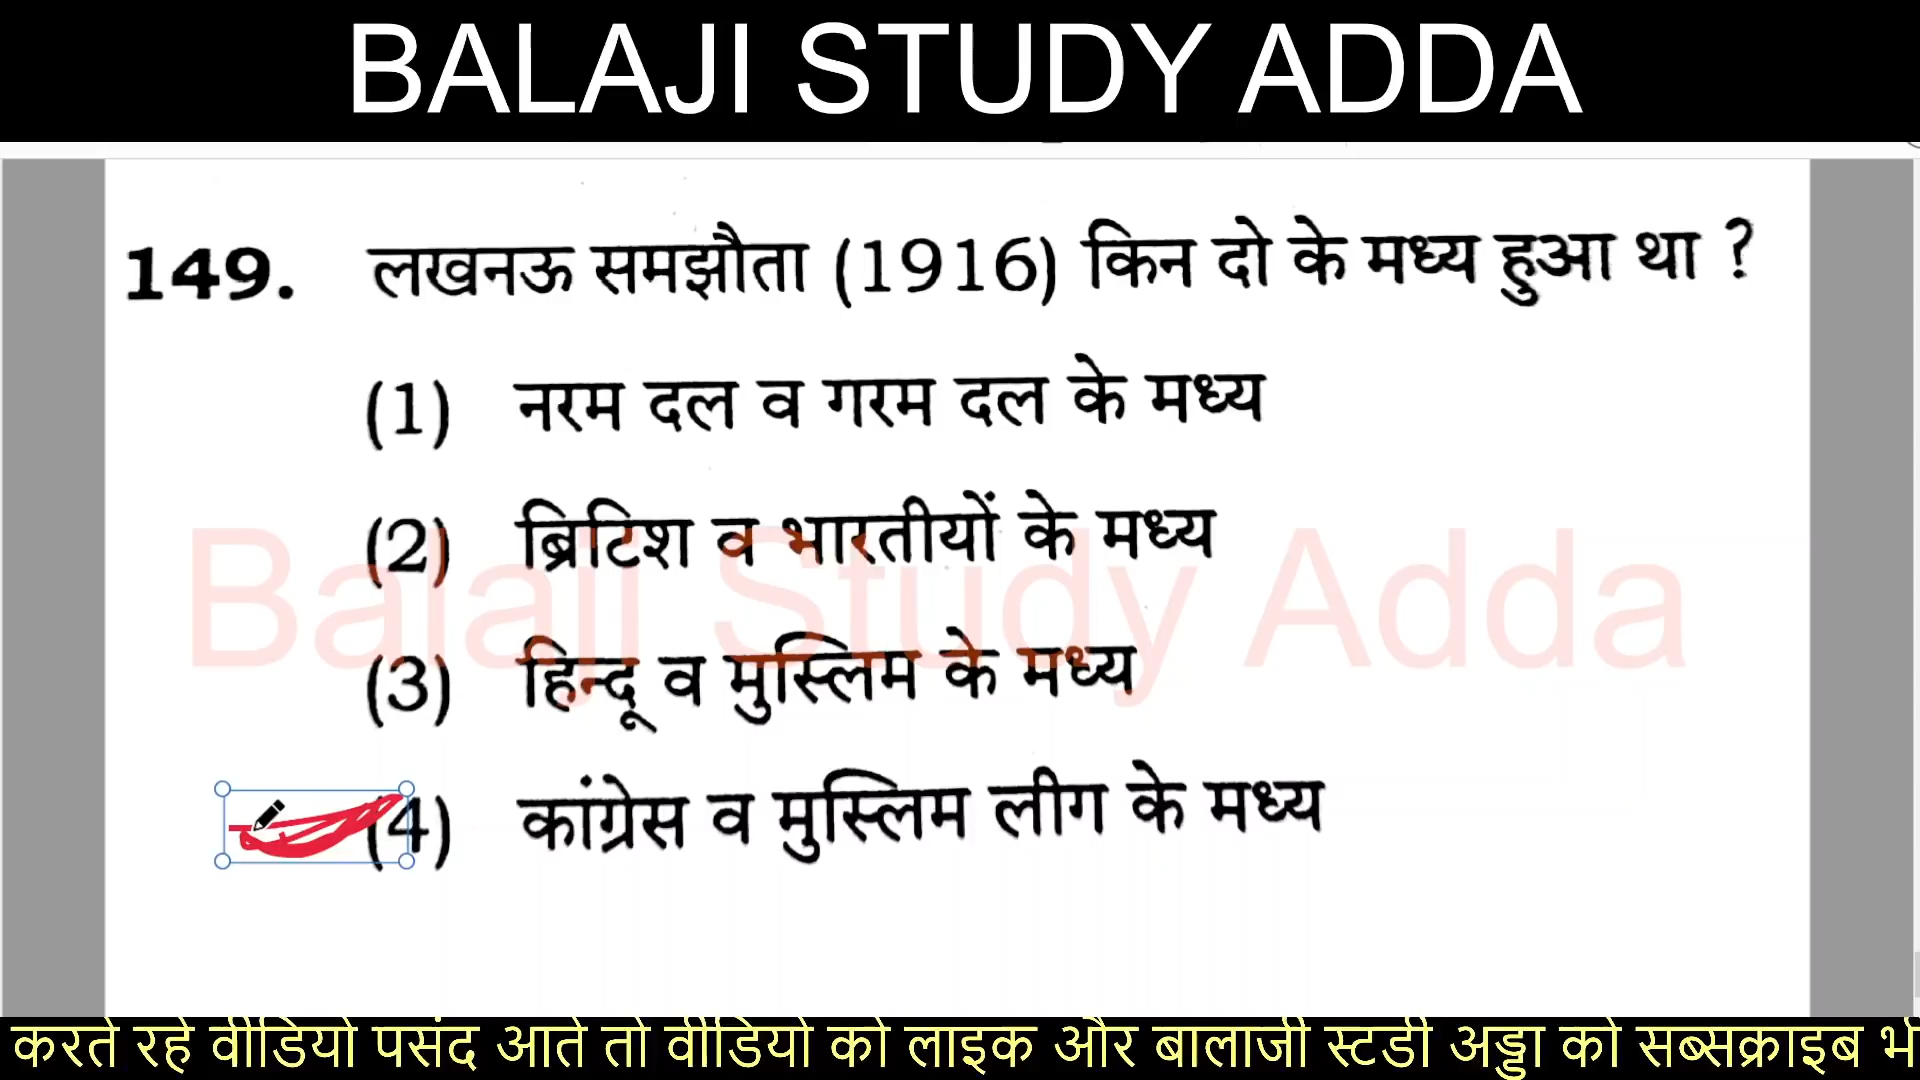 BALAJI STUDY ADDA
149. लखनऊ समझौता (1916) किन दो के मध्य हुआ था ?
(1) नरम दल व गरम दल के मध्य
(2) ब्रिटिश व भारतीयों के मध्य
Balaji Study Adda
(3) हिन्दू व मुस्लिम के मध्य
(4) कांग्रेस व मुस्लिम लीग के मध्य
करते रहे वीडियो पसंद आते तो वीडियो को लाइक और बालाजी स्टडी अड्डा को सब्सक्राइब भी